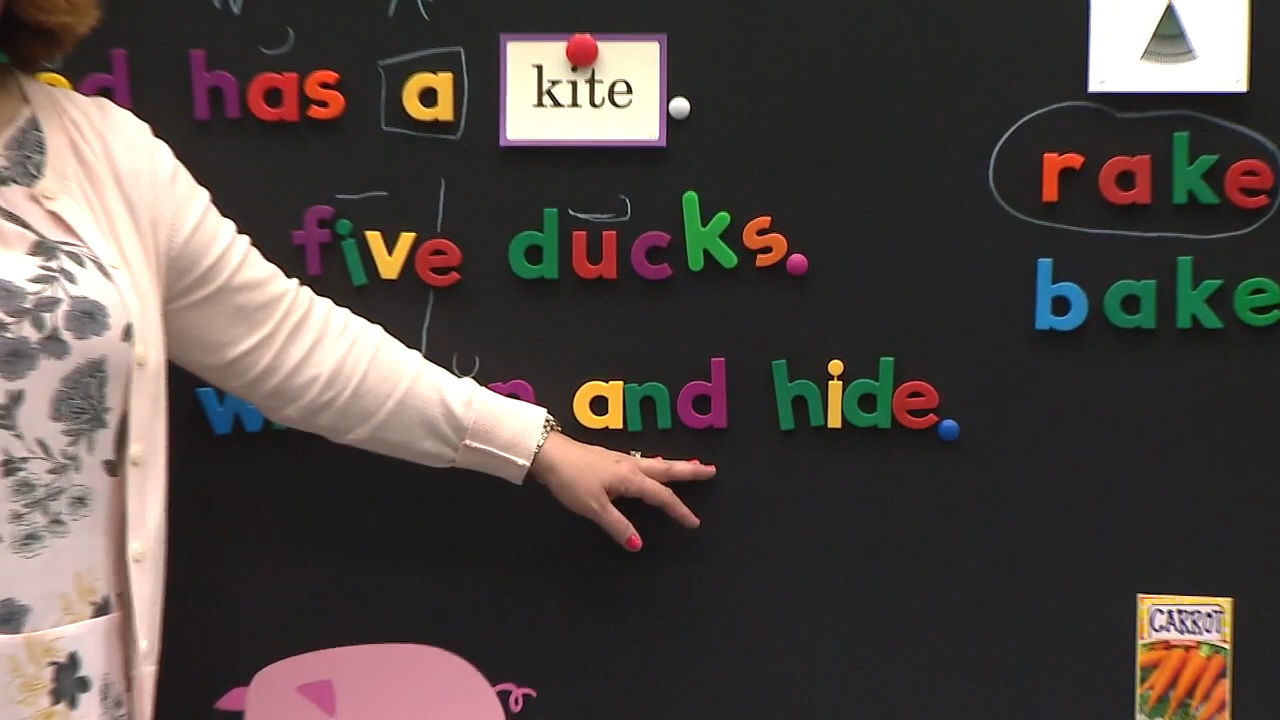 has a kite.
five ducks.
and hide.
rake
bake
CARROT